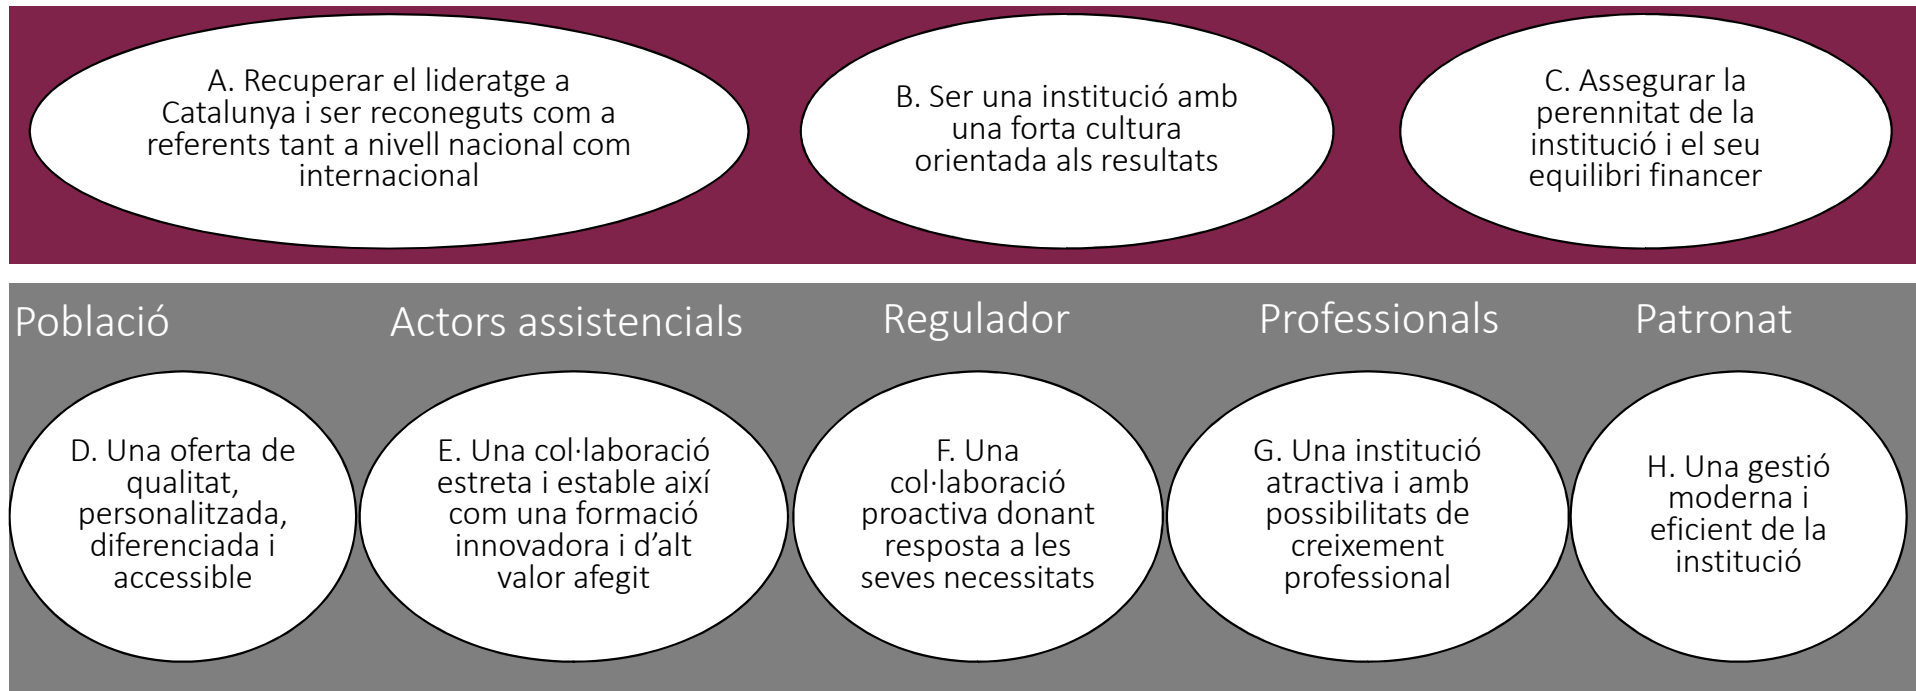 A. Recuperar el lideratge a
Catalunya i ser reconeguts com a
referents tant a nivell nacional com
internacional
B. Ser una institució amb
una forta cultura
orientada als resultats
C. Assegurar la
perennitat de la
institució i el seu
equilibri financer
Població
Actors assistencials
Regulador
Professionals
Patronat
D. Una oferta de
qualitat,
personalitzada,
diferenciada i
accessible
E. Una col·laboració
estreta i estable així
com una formació
innovadora i d’alt
valor afegit
F. Una
col·laboració
proactiva donant
resposta a les
seves necessitats
G. Una institució
atractiva i amb
possibilitats de
creixement
professional
H. Una gestió
moderna i
eficient de la
institució